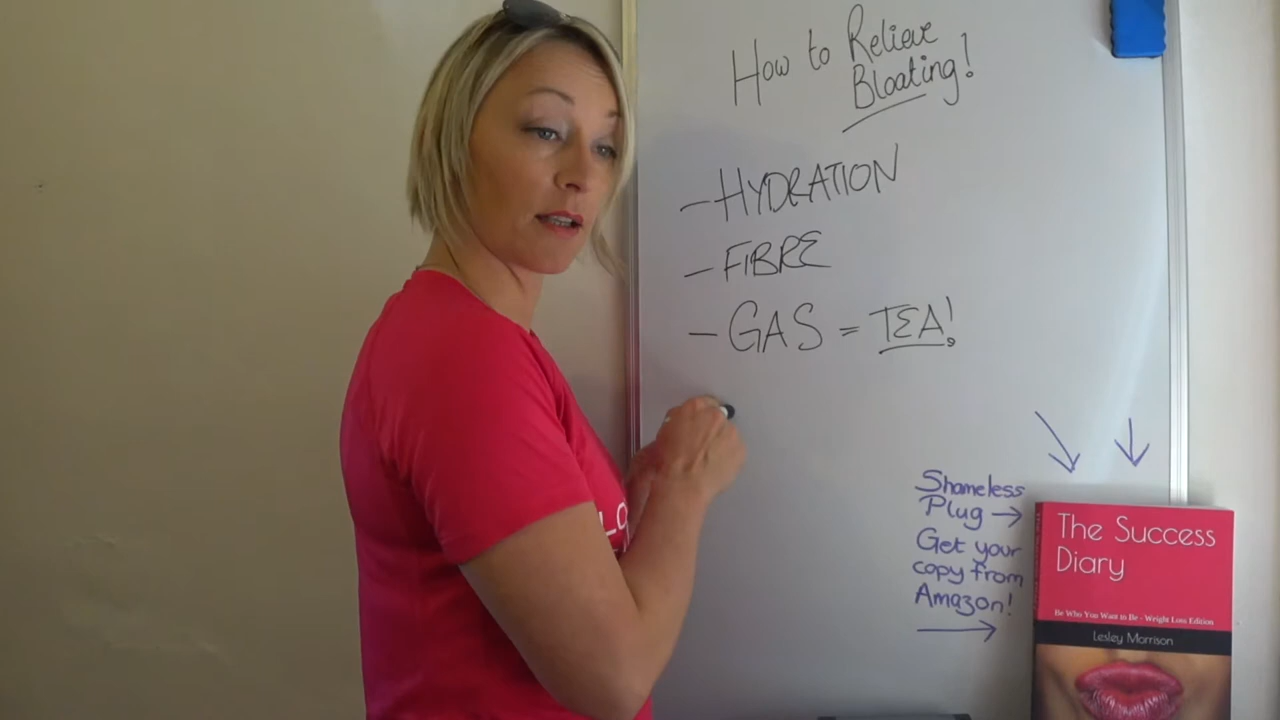 How to Relieve
Bloating!
- HYDRATION
- FIBRE
- GAS = TEA!
Shameless
Plug →
Get your
copy from
Amazon!
The Success
Diary
Be Who You Want to Be - Weight Loss Edition
Lesley Morrison